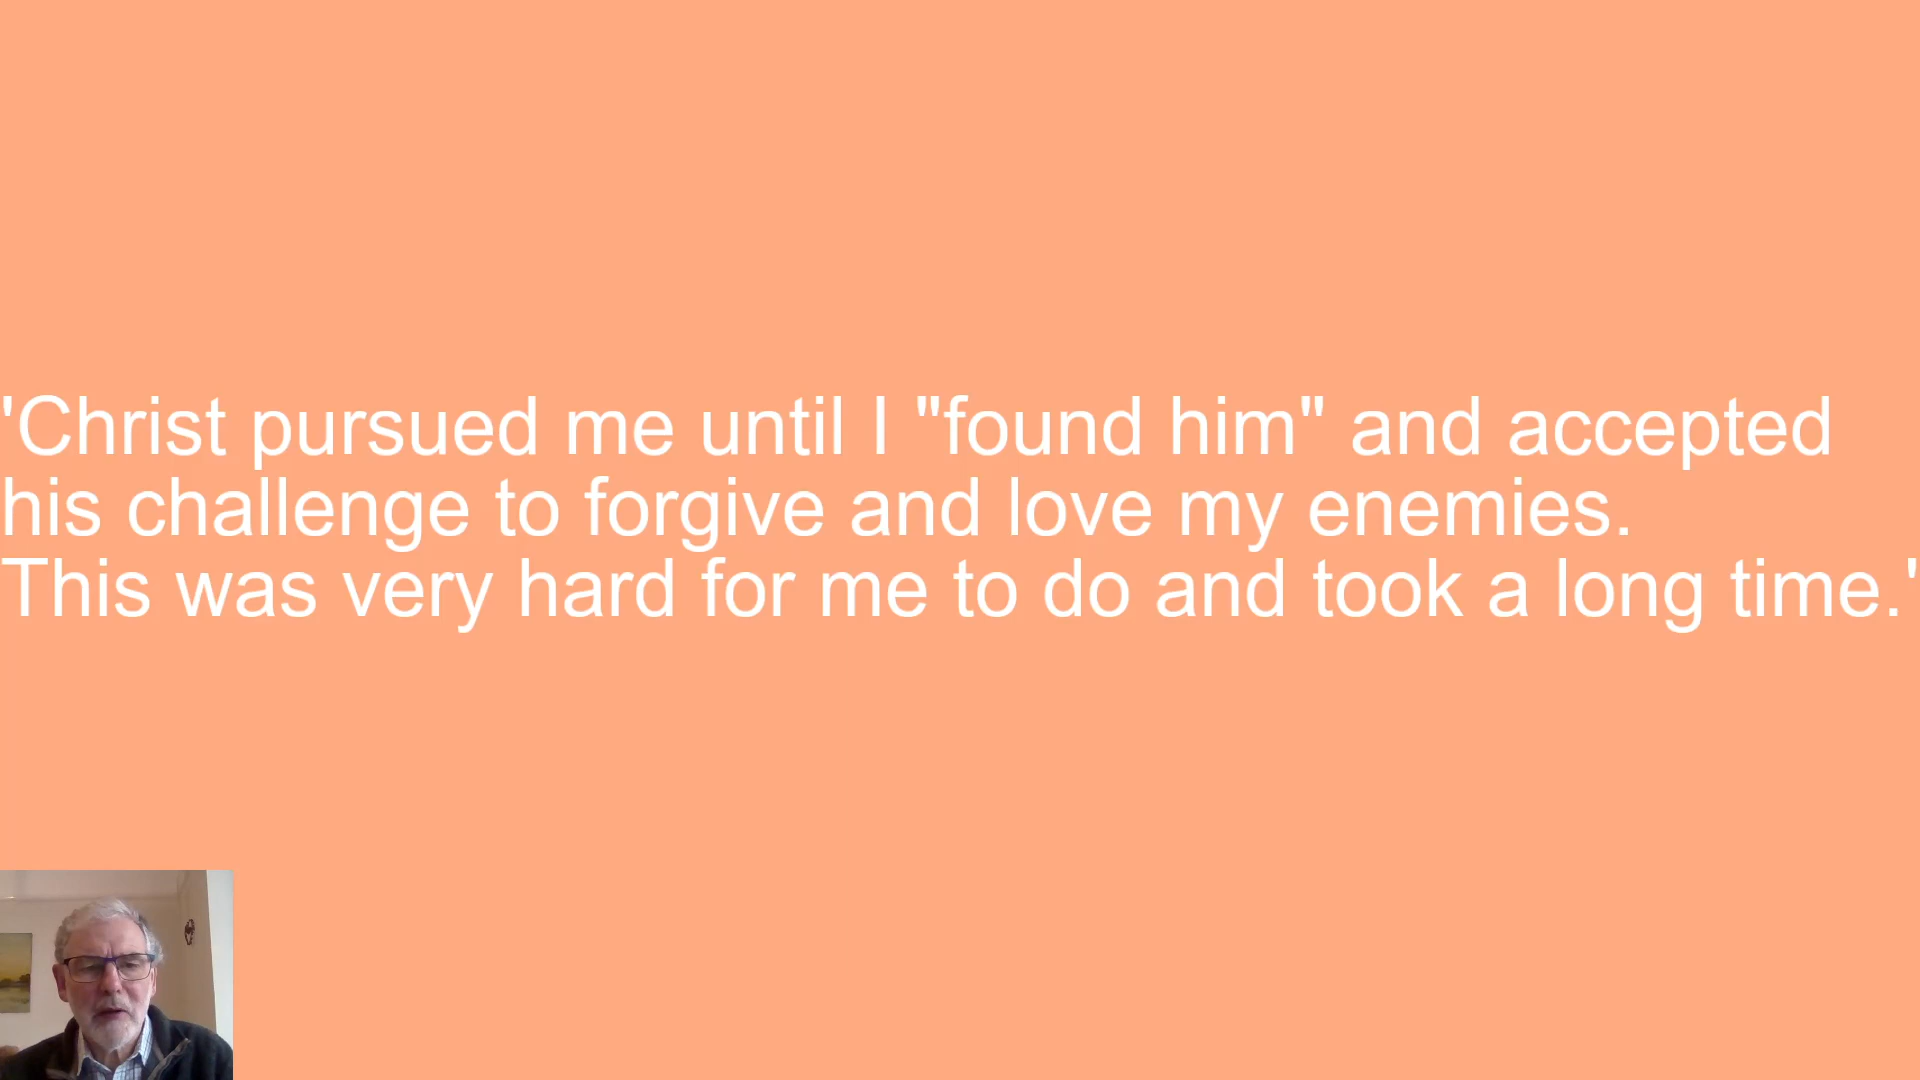 'Christ pursued me until I "found him" and accepted
his challenge to forgive and love my enemies.
This was very hard for me to do and took a long time.'